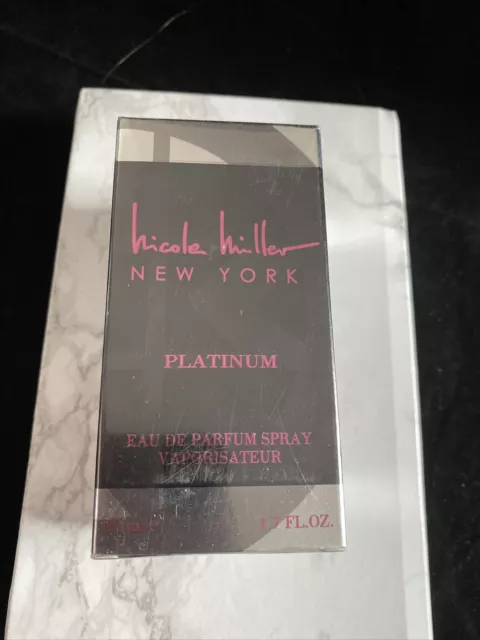 Nicole Miller
NEW YORK
PLATINUM
EAU DE PARFUM SPRAY
VAPORISATEUR
1.7 FL.OZ.